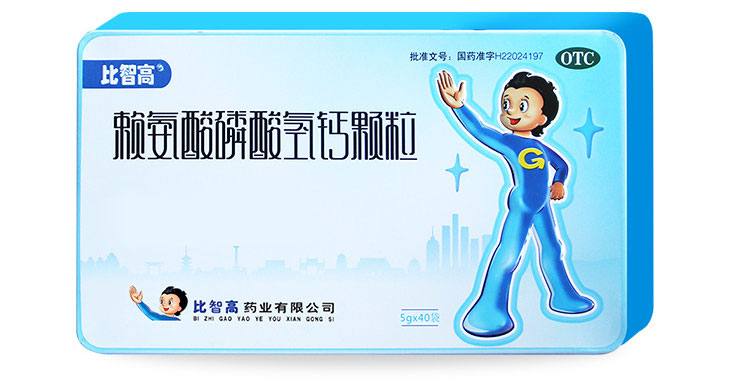 批准文号：国药准字H22024197
OTC
比智高
赖氨酸磷酸氢钙颗粒
G
比智高 药业有限公司
BI ZHI GAO YAO YE YOU XIAN GONG SI
5gx40袋